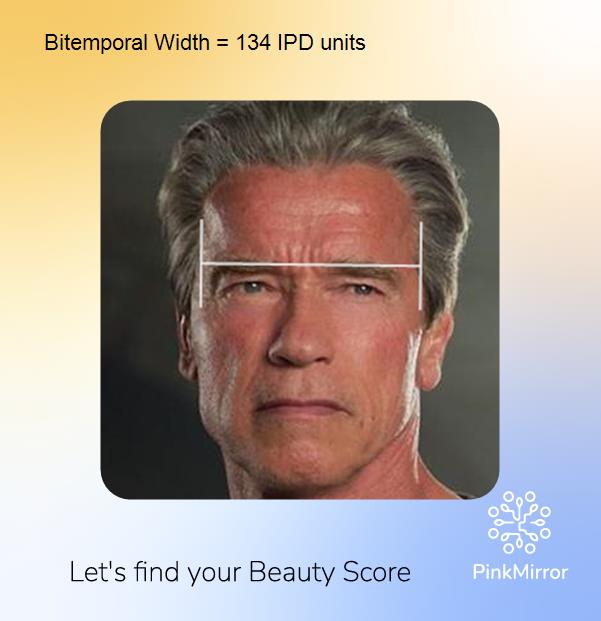 Bitemporal Width = 134 IPD units
Let's find your Beauty Score
PinkMirror